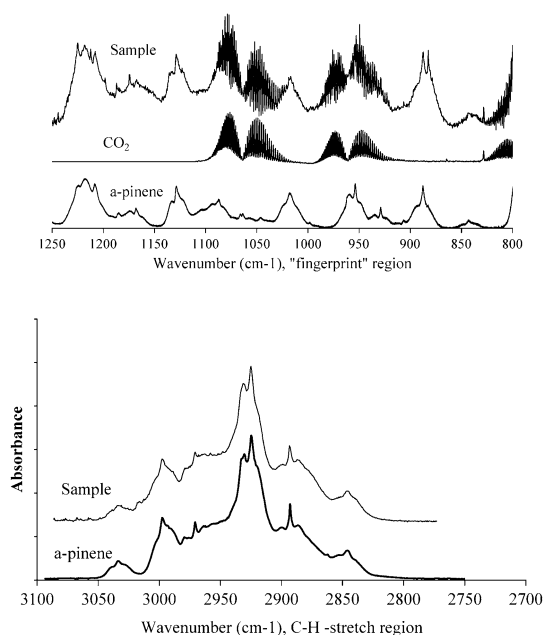 Sample
CO2
a-pinene
1250 1200 1150 1100 1050 1000 950 900 850 800
Wavenumber (cm-1), "fingerprint" region
Absorbance
Sample
a-pinene
3100 3050 3000 2950 2900 2850 2800 2750 2700
Wavenumber (cm-1), C-H -stretch region